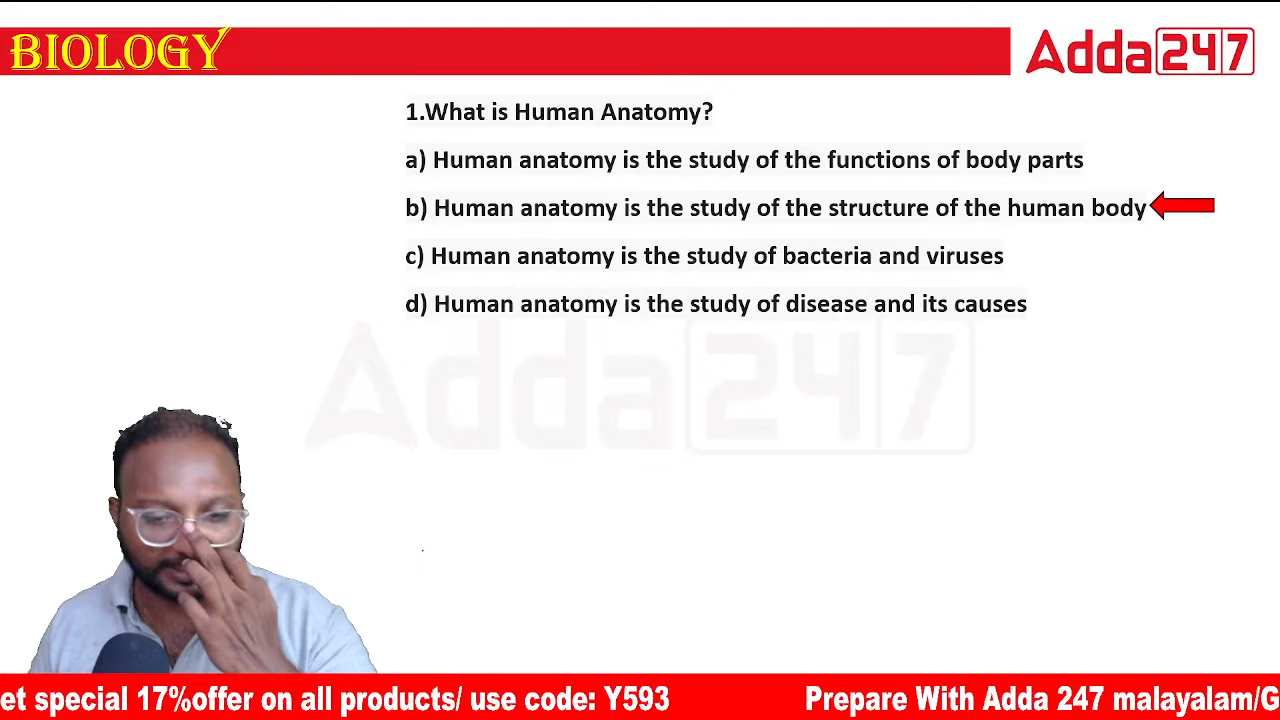 BIOLOGY
Adda247
1.What is Human Anatomy?
a) Human anatomy is the study of the functions of body parts
b) Human anatomy is the study of the structure of the human body
c) Human anatomy is the study of bacteria and viruses
d) Human anatomy is the study of disease and its causes
Adda247
et special 17%offer on all products/ use code: Y593 Prepare With Adda 247 malayalam/G